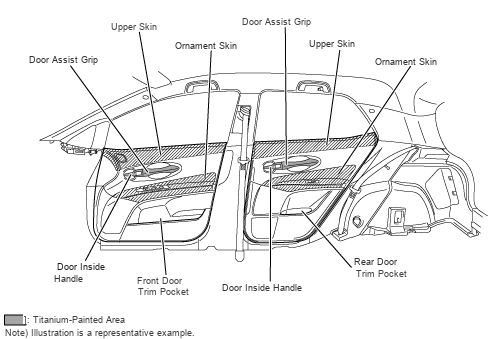 Door Assist Grip
Upper Skin
Upper Skin
Ornament Skin
Door Assist Grip
Ornament Skin
Door Inside
Handle
Front Door
Trim Pocket
Door Inside Handle
Rear Door
Trim Pocket
]: Titanium-Painted Area
Note) Illustration is a representative example.